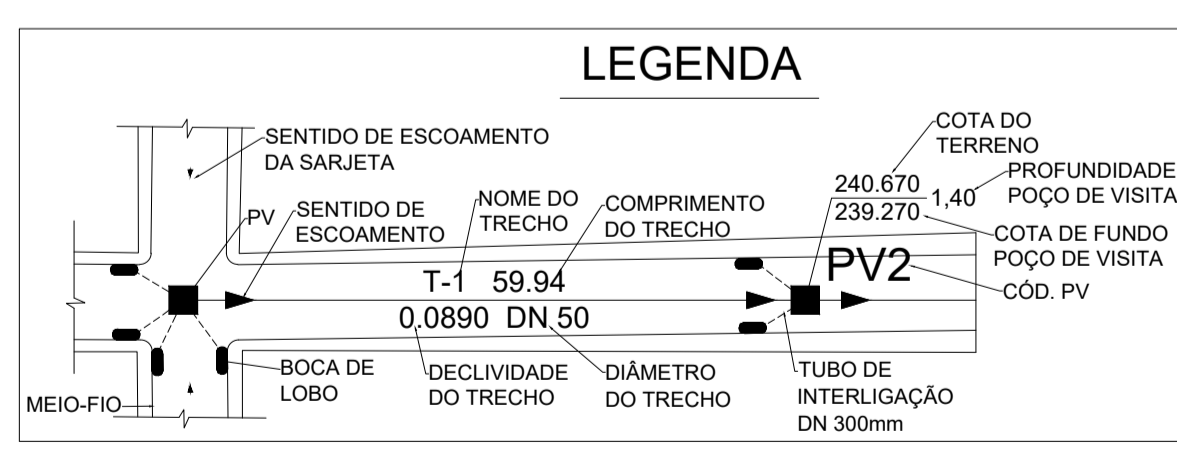 LEGENDA
SENTIDO DE ESCOAMENTO
DA SARJETA
COTA DO
TERRENO
240.670
239.270
1,40
PROFUNDIDADE
POÇO DE VISITA
PV
SENTIDO DE
ESCOAMENTO
NOME DO
TRECHO
COMPRIMENTO
DO TRECHO
COTA DE FUNDO
POÇO DE VISITA
PV2
CÓD. PV
T-1 59.94
0.0890 DN 50
MEIO-FIO
BOCA DE
LOBO
DECLIVIDADE
DO TRECHO
DIÂMETRO
DO TRECHO
TUBO DE
INTERLIGAÇÃO
DN 300mm